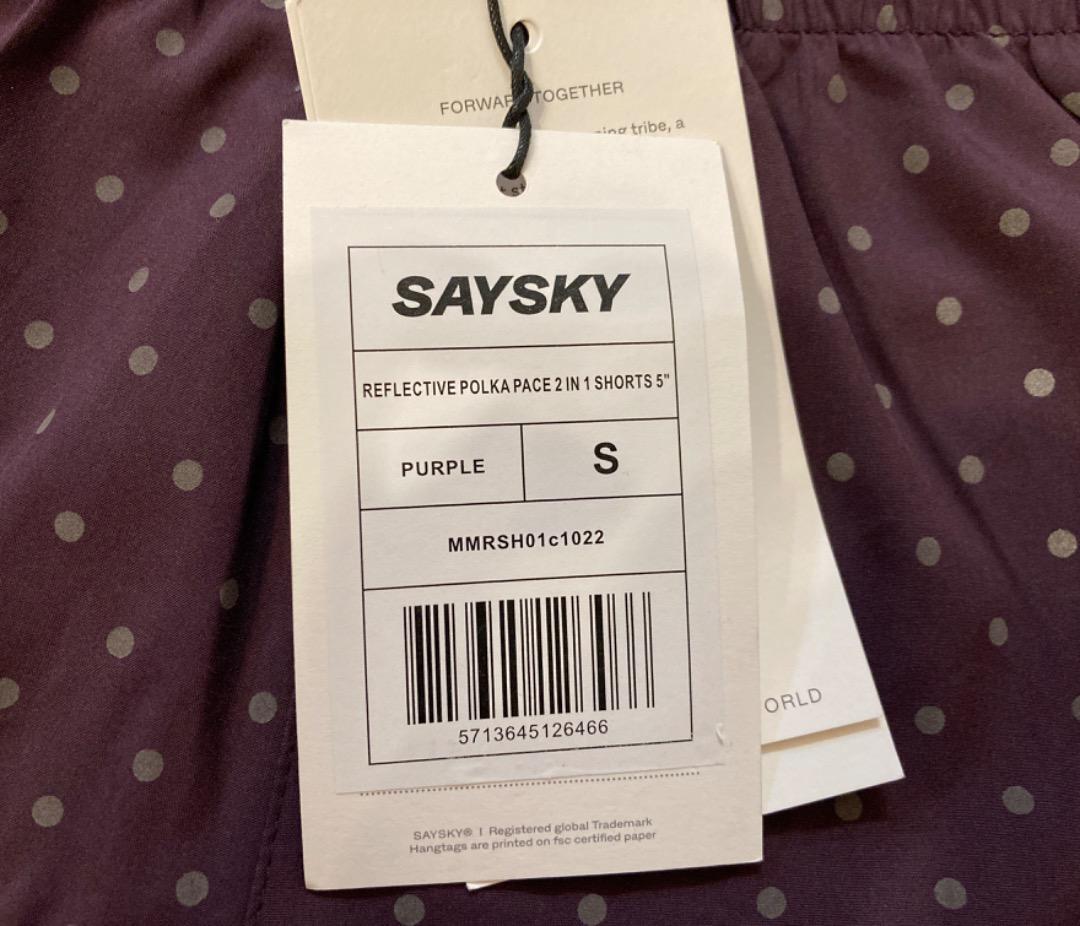 FORWARD TOGETHER
tribe, a
SAYSKY
REFLECTIVE POLKA PACE 2 IN 1 SHORTS 5"
PURPLE
S
MMRSH01c1022
5713645126466
SAYSKY® | Registered global Trademark
Hangtags are printed on fsc certified paper